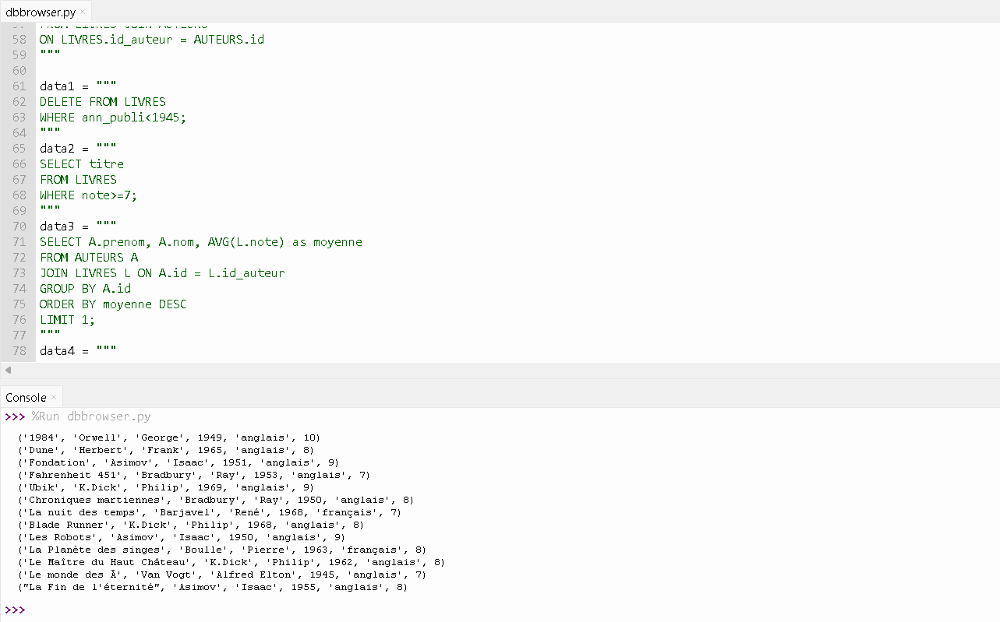 dbbrowser.py ×
57 FROM LIVRES JOIN AUTEURS
58 ON LIVRES.id_auteur = AUTEURS.id
59 """
60
61 data1 = """
62 DELETE FROM LIVRES
63 WHERE ann_publi<1945;
64 """
65 data2 = """
66 SELECT titre
67 FROM LIVRES
68 WHERE note>=7;
69 """
70 data3 = """
71 SELECT A.prenom, A.nom, AVG(L.note) as moyenne
72 FROM AUTEURS A
73 JOIN LIVRES L ON A.id = L.id_auteur
74 GROUP BY A.id
75 ORDER BY moyenne DESC
76 LIMIT 1;
77 """
78 data4 = """
Console ×
>>> %Run dbbrowser.py
('1984', 'Orwell', 'George', 1949, 'anglais', 10)
('Dune', 'Herbert', 'Frank', 1965, 'anglais', 8)
('Fondation', 'Asimov', 'Isaac', 1951, 'anglais', 9)
('Fahrenheit 451', 'Bradbury', 'Ray', 1953, 'anglais', 7)
('Ubik', 'K.Dick', 'Philip', 1969, 'anglais', 9)
('Chroniques martiennes', 'Bradbury', 'Ray', 1950, 'anglais', 8)
('La nuit des temps', 'Barjavel', 'René', 1968, 'français', 7)
('Blade Runner', 'K.Dick', 'Philip', 1968, 'anglais', 8)
('Les Robots', 'Asimov', 'Isaac', 1950, 'anglais', 9)
('La Planète des singes', 'Boulle', 'Pierre', 1963, 'français', 8)
('Le Maître du Haut Château', 'K.Dick', 'Philip', 1962, 'anglais', 8)
('Le monde des Ā', 'Van Vogt', 'Alfred Elton', 1945, 'anglais', 7)
("La Fin de l'éternité", 'Asimov', 'Isaac', 1955, 'anglais', 8)
>>>